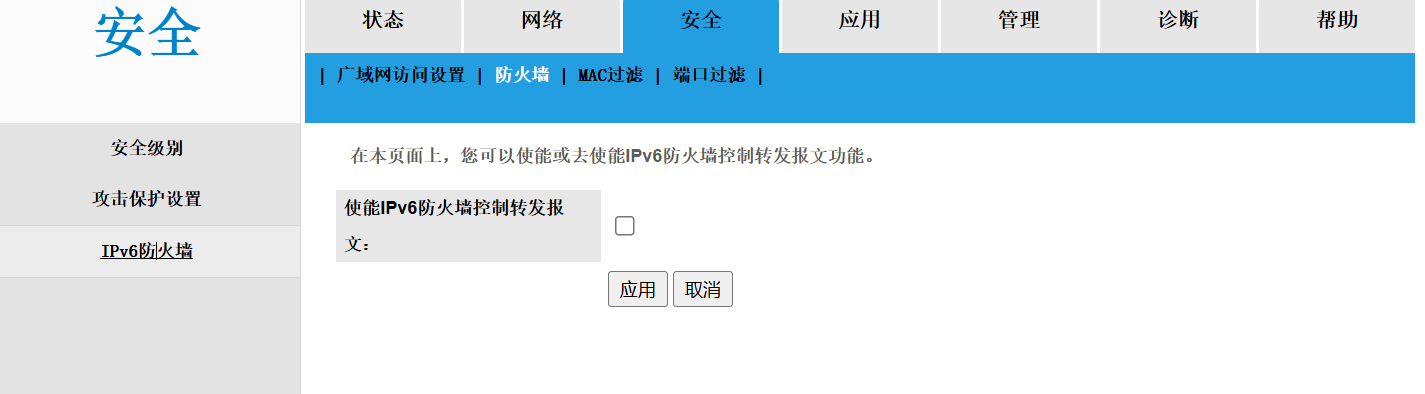 安全
状态 网络 安全 应用 管理 诊断 帮助
| 广域网访问设置 | 防火墙 | MAC过滤 | 端口过滤 |
安全级别
攻击保护设置
IPv6防火墙
在本页面上，您可以使能或去使能IPv6防火墙控制转发报文功能。
使能IPv6防火墙控制转发报
文：
应用 取消